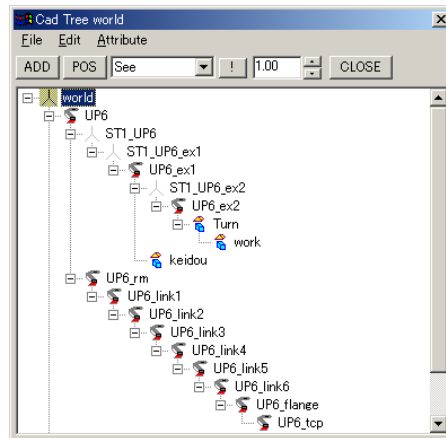 Cad Tree world
File Edit Attribute
ADD POS See ! 1.00 CLOSE
world
UP6
ST1_UP6
ST1_UP6_ex1
UP6_ex1
ST1_UP6_ex2
UP6_ex2
Turn
work
keidou
UP6_rm
UP6_link1
UP6_link2
UP6_link3
UP6_link4
UP6_link5
UP6_link6
UP6_flange
UP6_tcp